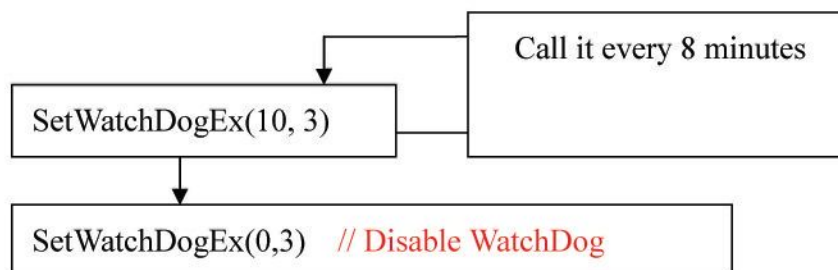 Call it every 8 minutes
SetWatchDogEx(10, 3)
SetWatchDogEx(0,3) // Disable WatchDog